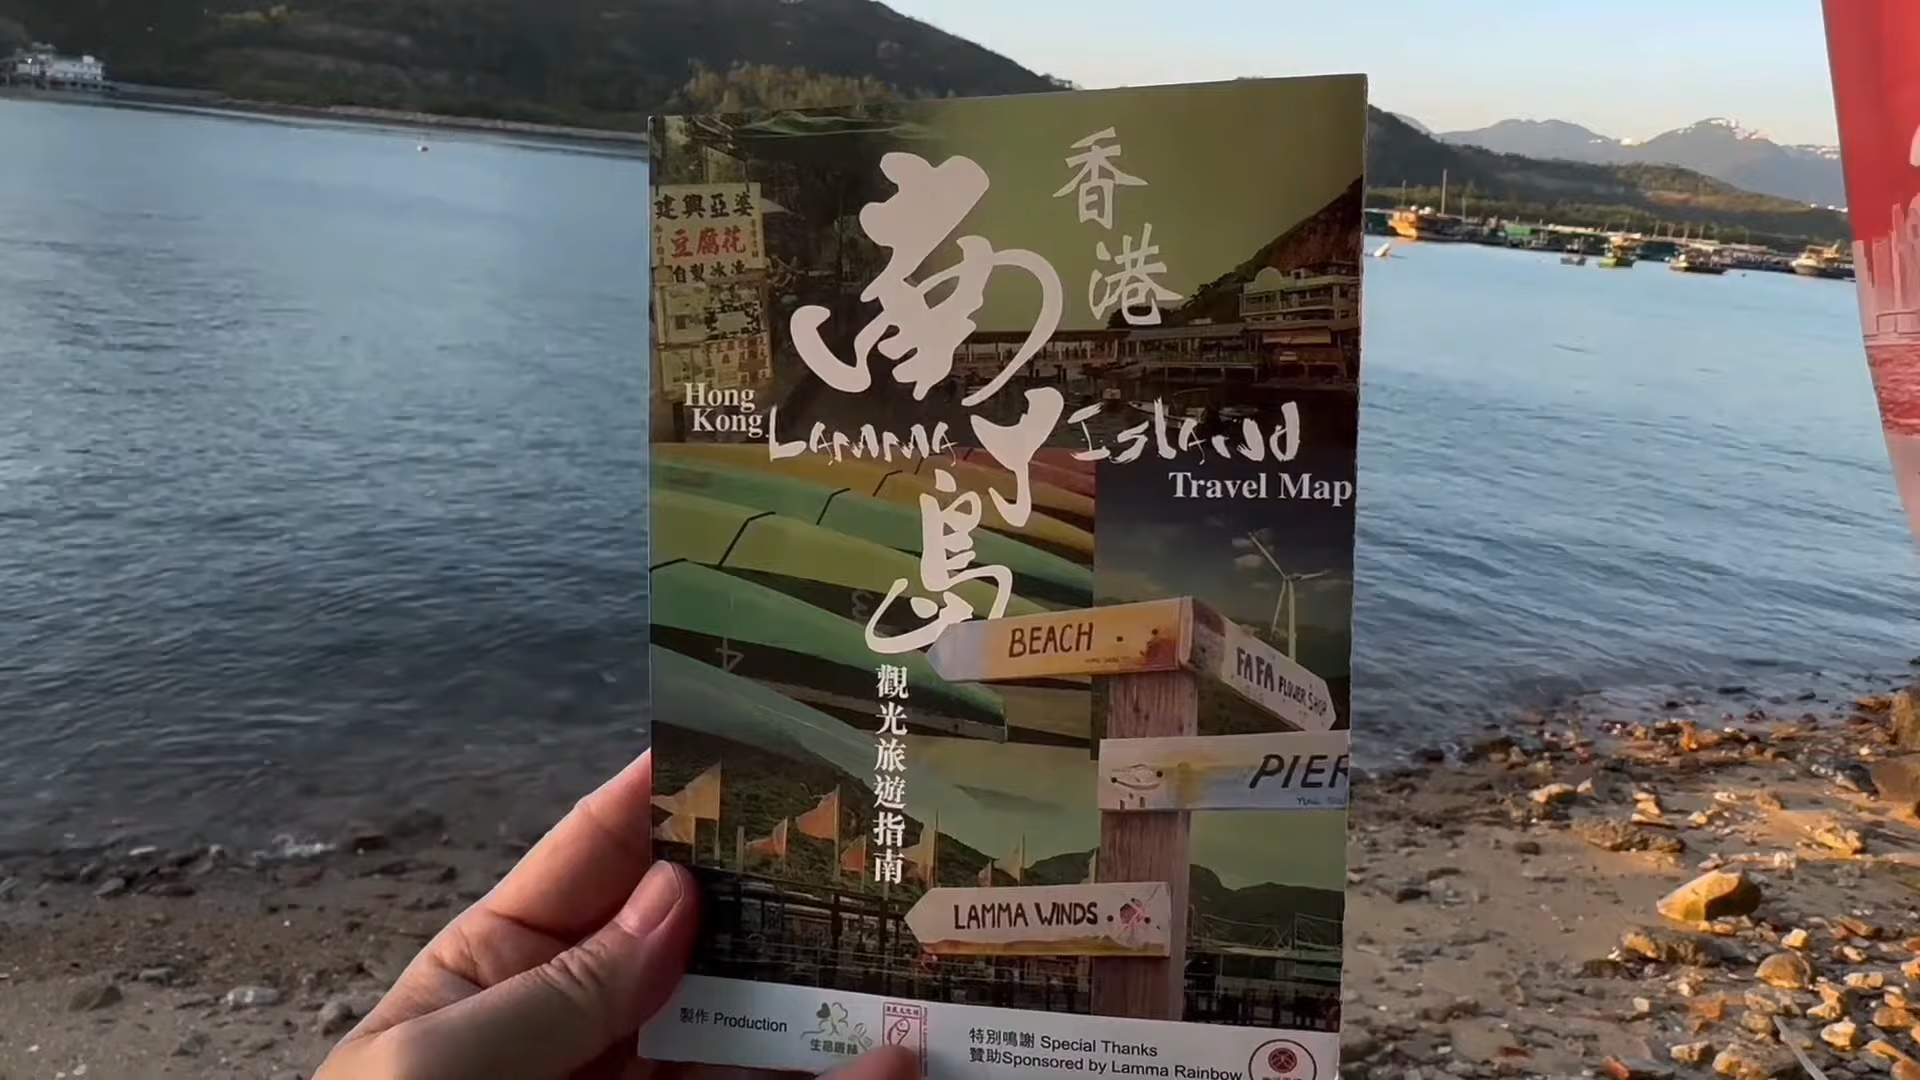 香港
南丫島
Hong
Kong
Lamma Island
Travel Map
建興亞婆
豆腐花
自製冰凍
觀光旅遊指南
3
4
BEACH
FAFA FLOWER SHOP
PIER
LAMMA WINDS
製作 Production
特別鳴謝 Special Thanks
贊助Sponsored by Lamma Rainbow